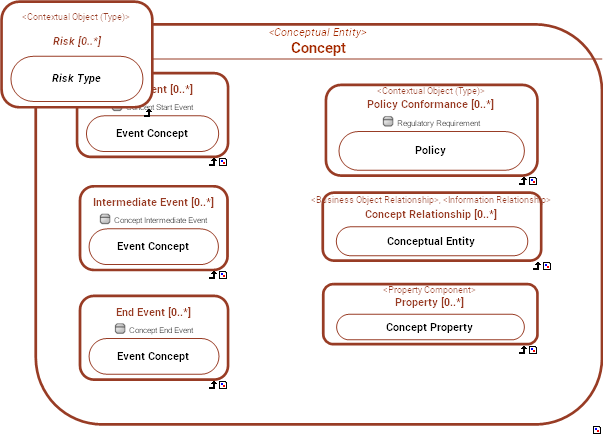 <Contextual Object (Type)>
Risk [0..*]
Risk Type
<Conceptual Entity>
Concept
ent [0..*]
Concept Start Event
Event Concept
<Contextual Object (Type)>
Policy Conformance [0..*]
Regulatory Requirement
Policy
Intermediate Event [0..*]
Concept Intermediate Event
Event Concept
<Business Object Relationship>, <Information Relationship>
Concept Relationship [0..*]
Conceptual Entity
End Event [0..*]
Concept End Event
Event Concept
<Property Component>
Property [0..*]
Concept Property